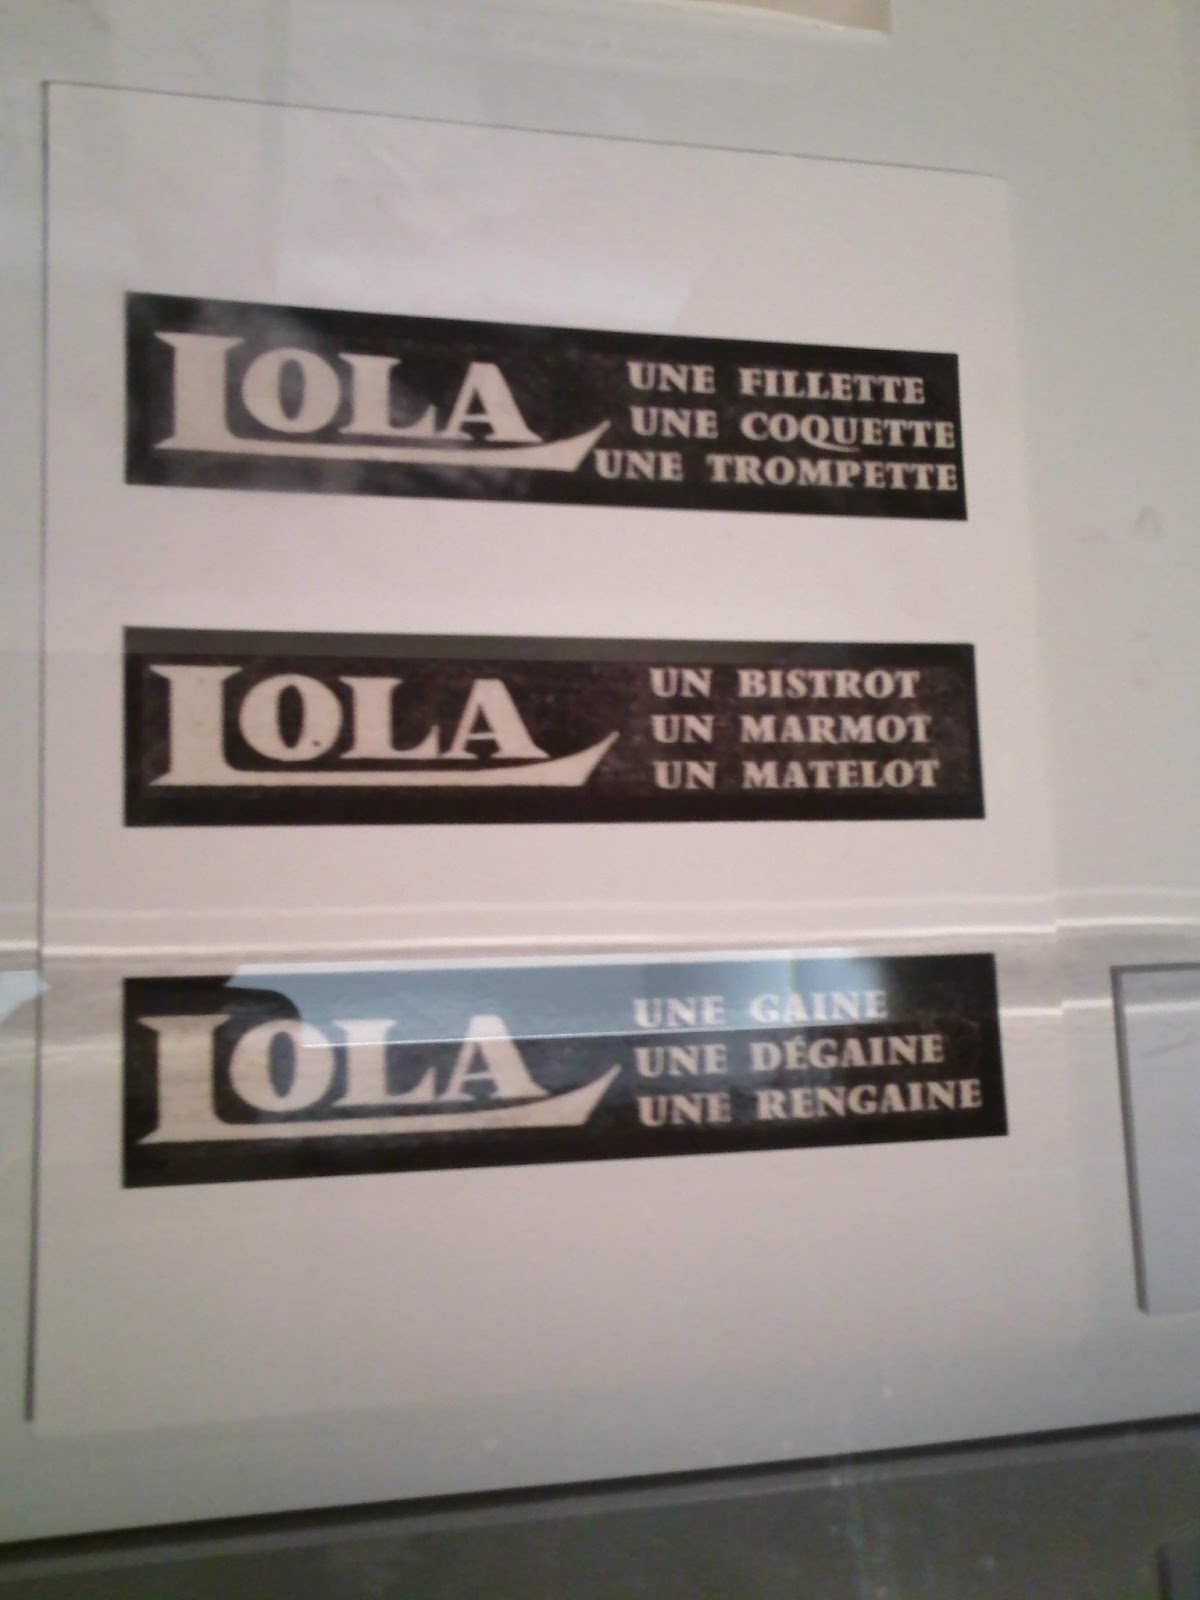 LOLA
UNE FILLETTE
UNE COQUETTE
UNE TROMPETTE
LOLA
UN BISTROT
UN MARMOT
UN MATELOT
LOLA
UNE GAINE
UNE DÉGAINE
UNE RENGAINE